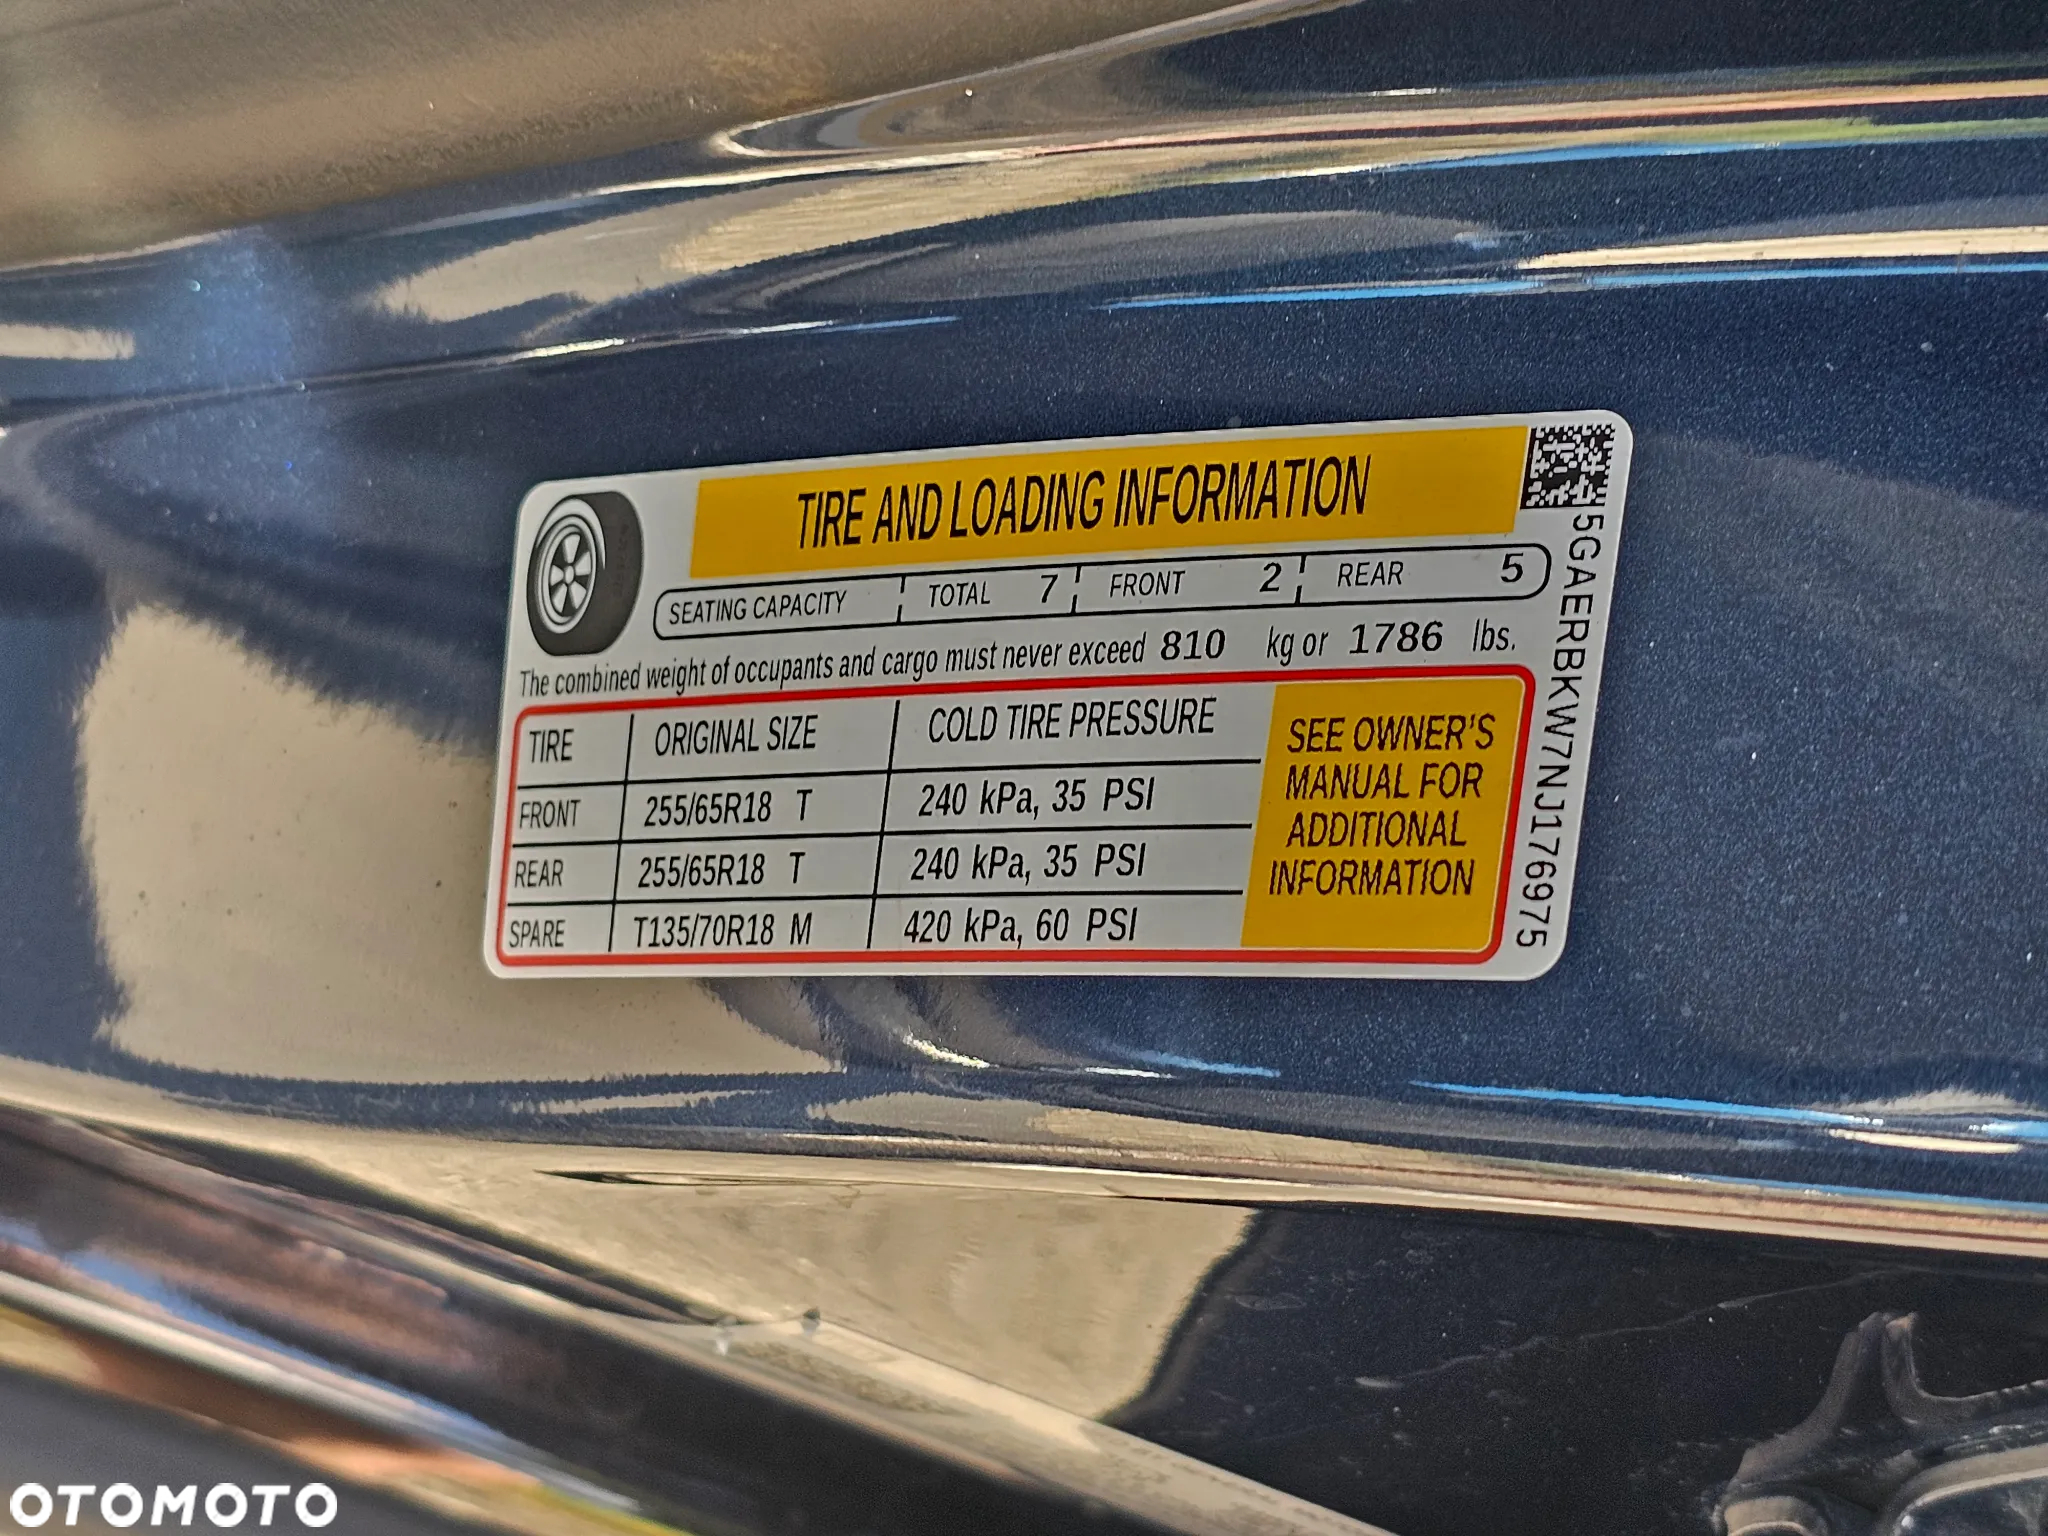 TIRE AND LOADING INFORMATION
SEATING CAPACITY TOTAL 7 FRONT 2 REAR 5
The combined weight of occupants and cargo must never exceed 810 kg or 1786 lbs.
TIRE ORIGINAL SIZE COLD TIRE PRESSURE
FRONT 255/65R18 T 240 kPa, 35 PSI
REAR 255/65R18 T 240 kPa, 35 PSI
SPARE T135/70R18 M 420 kPa, 60 PSI
SEE OWNER'S
MANUAL FOR
ADDITIONAL
INFORMATION
5GAERBKW7NJ176975
OTOMOTO